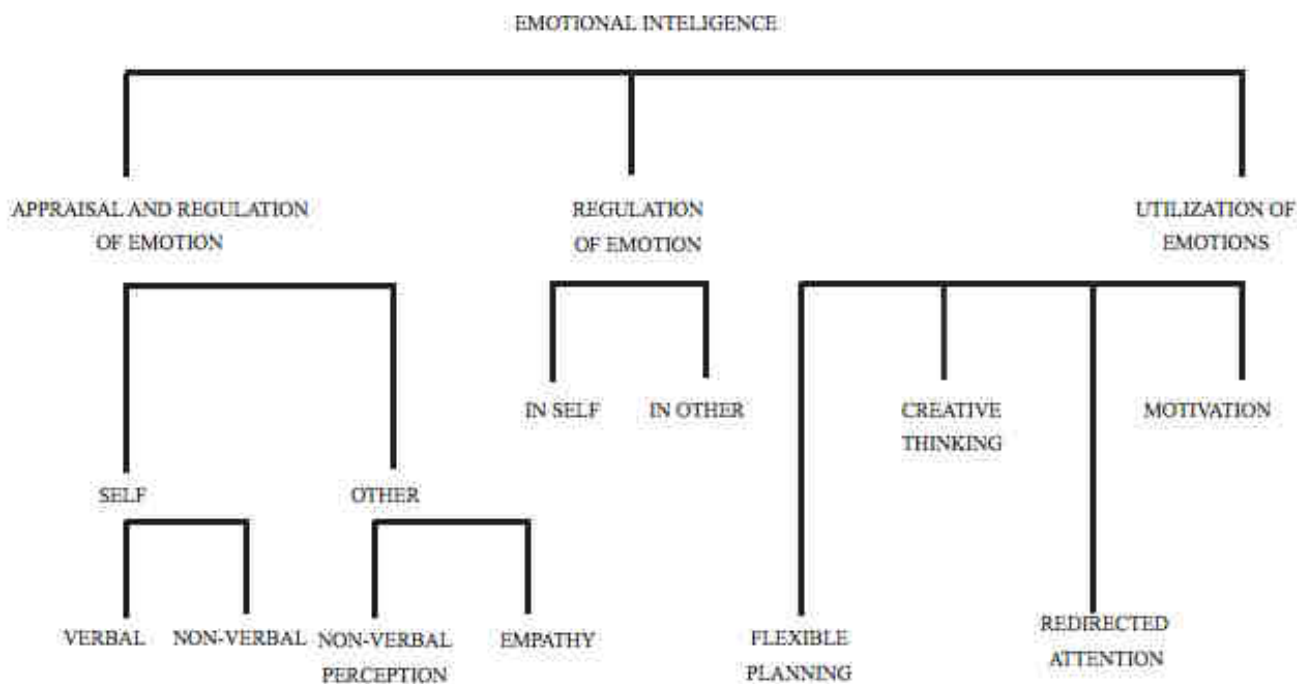 EMOTIONAL INTELIGENCE
APPRAISAL AND REGULATION
OF EMOTION
REGULATION
OF EMOTION
UTILIZATION OF
EMOTIONS
IN SELF
IN OTHER
CREATIVE
THINKING
MOTIVATION
SELF
OTHER
VERBAL
NON-VERBAL
NON-VERBAL
PERCEPTION
EMPATHY
FLEXIBLE
PLANNING
REDIRECTED
ATTENTION